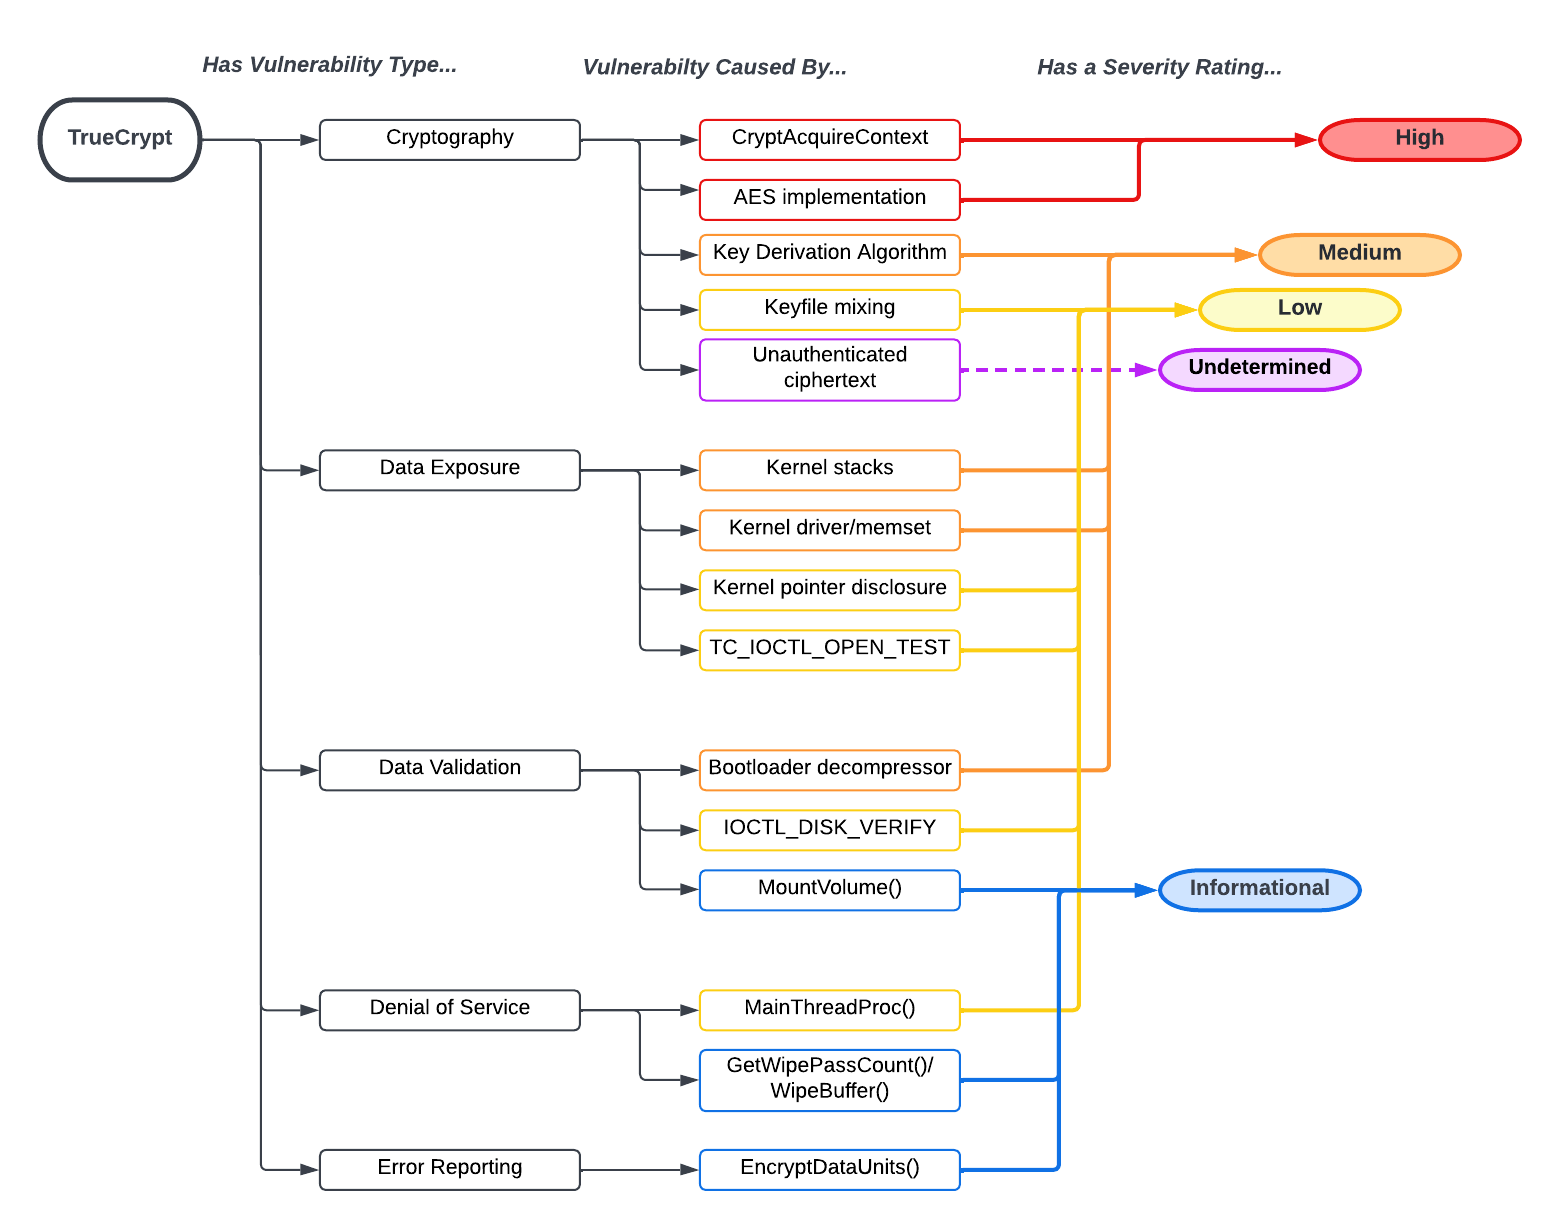 Has Vulnerability Type...
Vulnerabilty Caused By...
Has a Severity Rating...
TrueCrypt
Cryptography
CryptAcquireContext
High
AES implementation
Key Derivation Algorithm
Medium
Keyfile mixing
Low
Unauthenticated
ciphertext
Undetermined
Data Exposure
Kernel stacks
Kernel driver/memset
Kernel pointer disclosure
TC_IOCTL_OPEN_TEST
Data Validation
Bootloader decompressor
IOCTL_DISK_VERIFY
MountVolume()
Informational
Denial of Service
MainThreadProc()
GetWipePassCount()/
WipeBuffer()
Error Reporting
EncryptDataUnits()